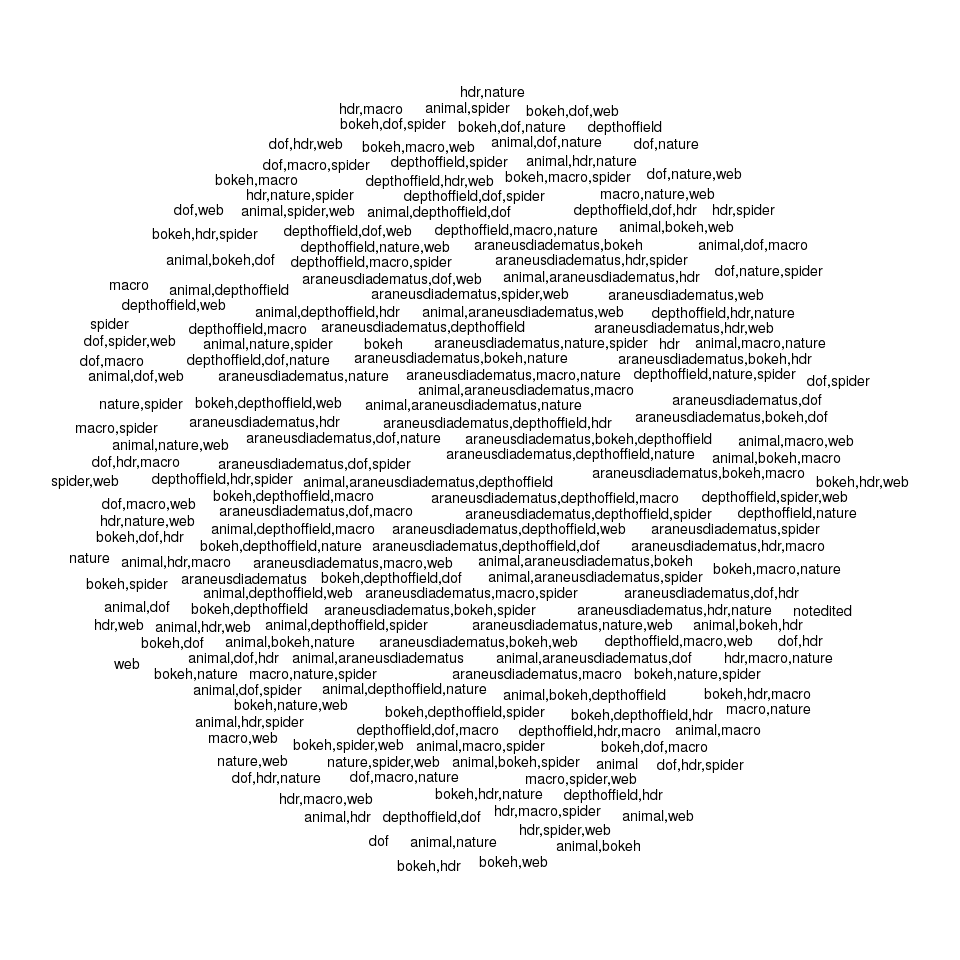 hdr,nature
hdr,macro animal,spider bokeh,dof,web
bokeh,dof,spider bokeh,dof,nature depthoffield
dof,hdr,web bokeh,macro,web animal,dof,nature dof,nature
dof,macro,spider depthoffield,spider animal,hdr,nature
bokeh,macro depthoffield,hdr,web bokeh,macro,spider dof,nature,web
hdr,nature,spider depthoffield,dof,spider macro,nature,web
dof,web animal,spider,web animal,depthoffield,dof depthoffield,dof,hdr hdr,spider
bokeh,hdr,spider depthoffield,dof,web depthoffield,macro,nature animal,bokeh,web
depthoffield,nature,web araneusdiadematus,bokeh animal,dof,macro
animal,bokeh,dof depthoffield,macro,spider araneusdiadematus,hdr,spider
araneusdiadematus,dof,web animal,araneusdiadematus,hdr dof,nature,spider
macro animal,depthoffield araneusdiadematus,spider,web araneusdiadematus,web
depthoffield,web animal,depthoffield,hdr animal,araneusdiadematus,web depthoffield,hdr,nature
spider depthoffield,macro araneusdiadematus,depthoffield araneusdiadematus,hdr,web
dof,spider,web animal,nature,spider bokeh araneusdiadematus,nature,spider hdr animal,macro,nature
dof,macro depthoffield,dof,nature araneusdiadematus,bokeh,nature araneusdiadematus,bokeh,hdr
animal,dof,web araneusdiadematus,nature araneusdiadematus,macro,nature depthoffield,nature,spider dof,spider
animal,araneusdiadematus,macro
nature,spider bokeh,depthoffield,web animal,araneusdiadematus,nature araneusdiadematus,dof
macro,spider araneusdiadematus,hdr araneusdiadematus,depthoffield,hdr araneusdiadematus,bokeh,dof
animal,nature,web araneusdiadematus,dof,nature araneusdiadematus,bokeh,depthoffield animal,macro,web
dof,hdr,macro araneusdiadematus,dof,spider araneusdiadematus,depthoffield,nature animal,bokeh,macro
spider,web depthoffield,hdr,spider animal,araneusdiadematus,depthoffield araneusdiadematus,bokeh,macro bokeh,hdr,web
dof,macro,web bokeh,depthoffield,macro araneusdiadematus,depthoffield,macro depthoffield,spider,web
hdr,nature,web araneusdiadematus,dof,macro araneusdiadematus,depthoffield,spider depthoffield,nature
bokeh,dof,hdr animal,depthoffield,macro araneusdiadematus,depthoffield,web araneusdiadematus,spider
bokeh,depthoffield,nature araneusdiadematus,depthoffield,dof araneusdiadematus,hdr,macro
nature animal,hdr,macro araneusdiadematus,macro,web animal,araneusdiadematus,bokeh bokeh,macro,nature
bokeh,spider araneusdiadematus bokeh,depthoffield,dof animal,araneusdiadematus,spider
animal,depthoffield,web araneusdiadematus,macro,spider araneusdiadematus,dof,hdr
animal,dof bokeh,depthoffield araneusdiadematus,bokeh,spider araneusdiadematus,hdr,nature notedited
hdr,web animal,hdr,web animal,depthoffield,spider araneusdiadematus,nature,web animal,bokeh,hdr
bokeh,dof animal,bokeh,nature araneusdiadematus,bokeh,web depthoffield,macro,web dof,hdr
web animal,dof,hdr animal,araneusdiadematus animal,araneusdiadematus,dof hdr,macro,nature
bokeh,nature macro,nature,spider araneusdiadematus,macro bokeh,nature,spider
animal,dof,spider animal,depthoffield,nature animal,bokeh,depthoffield bokeh,hdr,macro
bokeh,nature,web bokeh,depthoffield,spider bokeh,depthoffield,hdr macro,nature
animal,hdr,spider depthoffield,dof,macro depthoffield,hdr,macro animal,macro
macro,web bokeh,spider,web animal,macro,spider bokeh,dof,macro
nature,web nature,spider,web animal,bokeh,spider animal dof,hdr,spider
dof,hdr,nature dof,macro,nature macro,spider,web
hdr,macro,web bokeh,hdr,nature depthoffield,hdr
animal,hdr depthoffield,dof hdr,macro,spider animal,web
hdr,spider,web
dof animal,nature animal,bokeh
bokeh,hdr bokeh,web